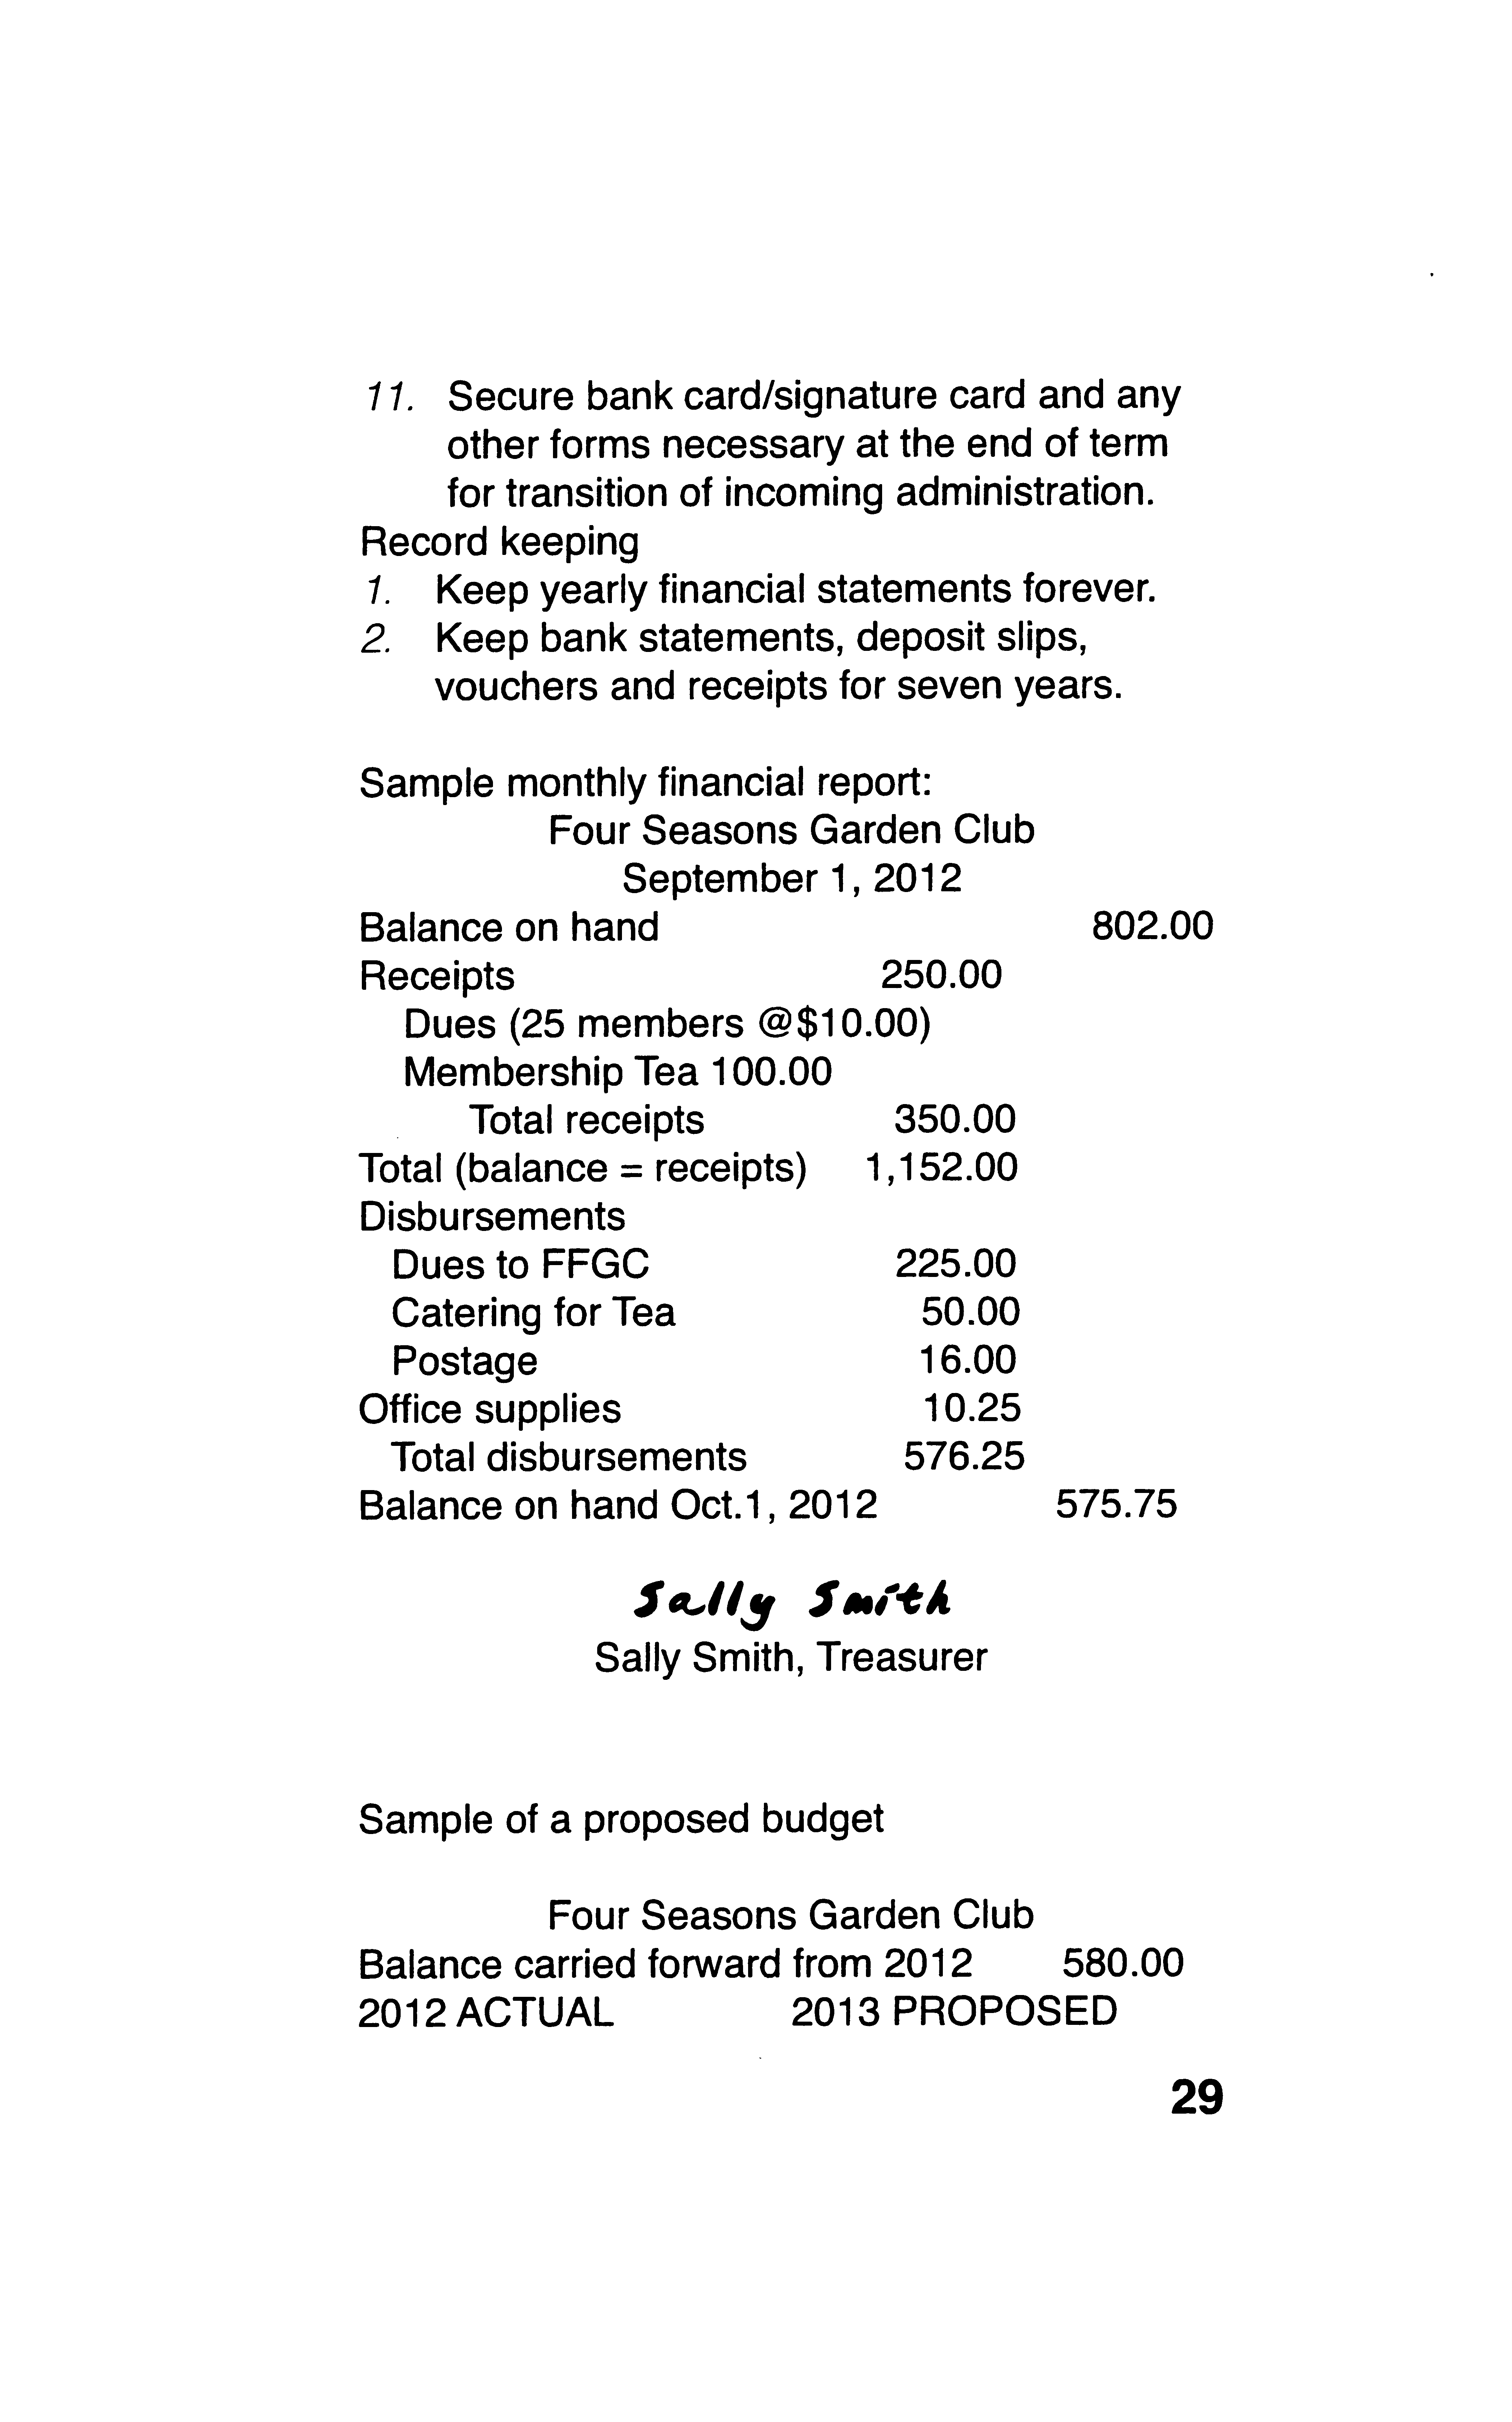 11. Secure bank card/signature card and any
other forms necessary at the end of term
for transition of incoming administration.
Record keeping
1. Keep yearly financial statements forever.
2. Keep bank statements, deposit slips,
vouchers and receipts for seven years.
Sample monthly financial report:
Four Seasons Garden Club
September 1, 2012
Balance on hand 802.00
Receipts 250.00
Dues (25 members @$10.00)
Membership Tea 100.00
Total receipts 350.00
Total (balance = receipts) 1,152.00
Disbursements
Dues to FFGC 225.00
Catering for Tea 50.00
Postage 16.00
Office supplies 10.25
Total disbursements 576.25
Balance on hand Oct.1, 2012 575.75
Sally Smith
Sally Smith, Treasurer
Sample of a proposed budget
Four Seasons Garden Club
Balance carried forward from 2012 580.00
2012 ACTUAL 2013 PROPOSED
29